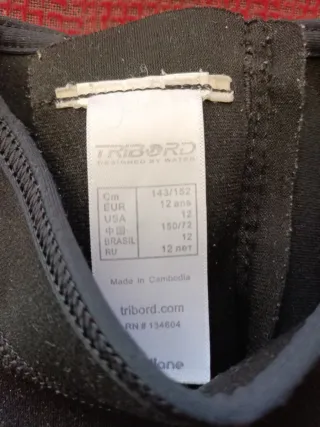 TRIBORD
DESIGNED BY WATER
Cm 143/152
EUR 12 ans
USA 12
中国 150/72
BRASIL 12
RU 12 лет
Made in Cambodia
tribord.com
RN # 134604